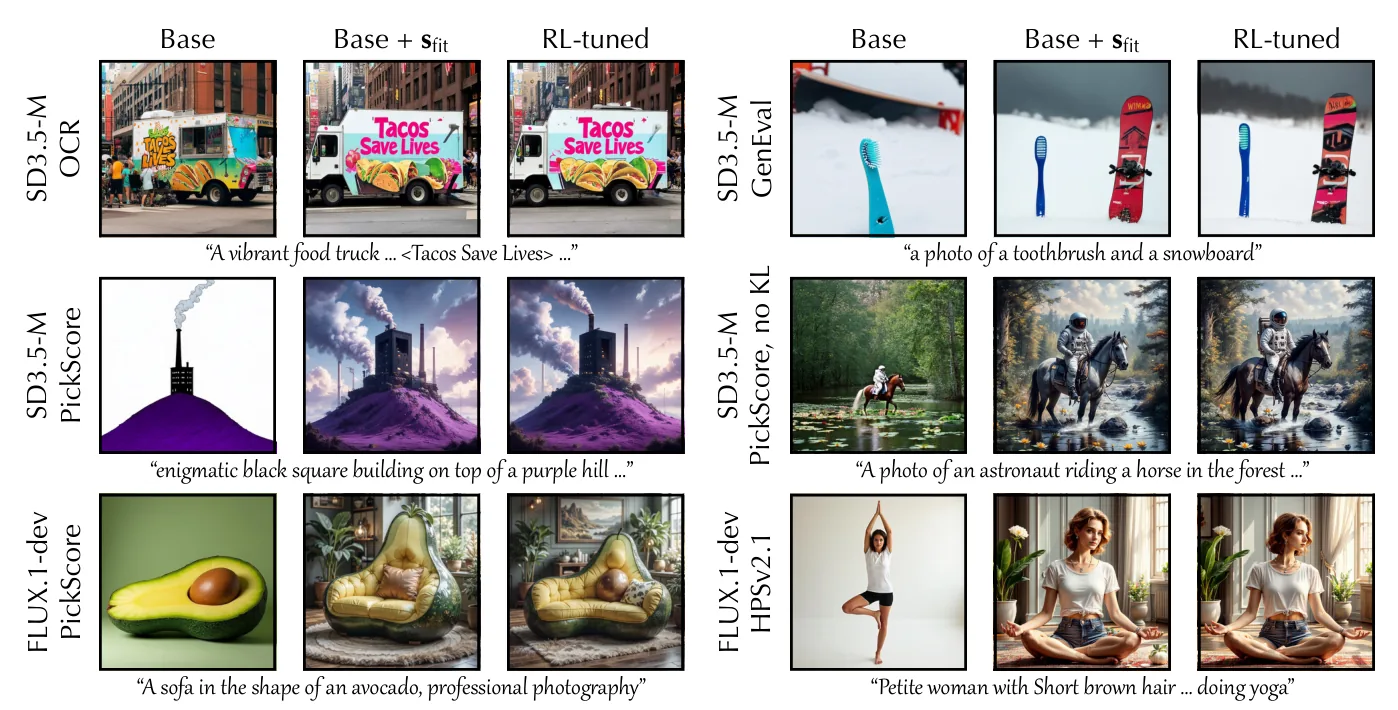 Base
Base + sfit
RL-tuned
Base
Base + sfit
RL-tuned
SD3.5-M
OCR
TACOS
LIVES
Tacos
Save Lives
Tacos
Save Lives
“A vibrant food truck ... <Tacos Save Lives> ...”
SD3.5-M
GenEval
“a photo of a toothbrush and a snowboard”
SD3.5-M
PickScore
“enigmatic black square building on top of a purple hill ...”
SD3.5-M
PickScore, no KL
“A photo of an astronaut riding a horse in the forest ...”
FLUX.1-dev
PickScore
“A sofa in the shape of an avocado, professional photography”
FLUX.1-dev
HPSv2.1
“Petite woman with Short brown hair ... doing yoga”